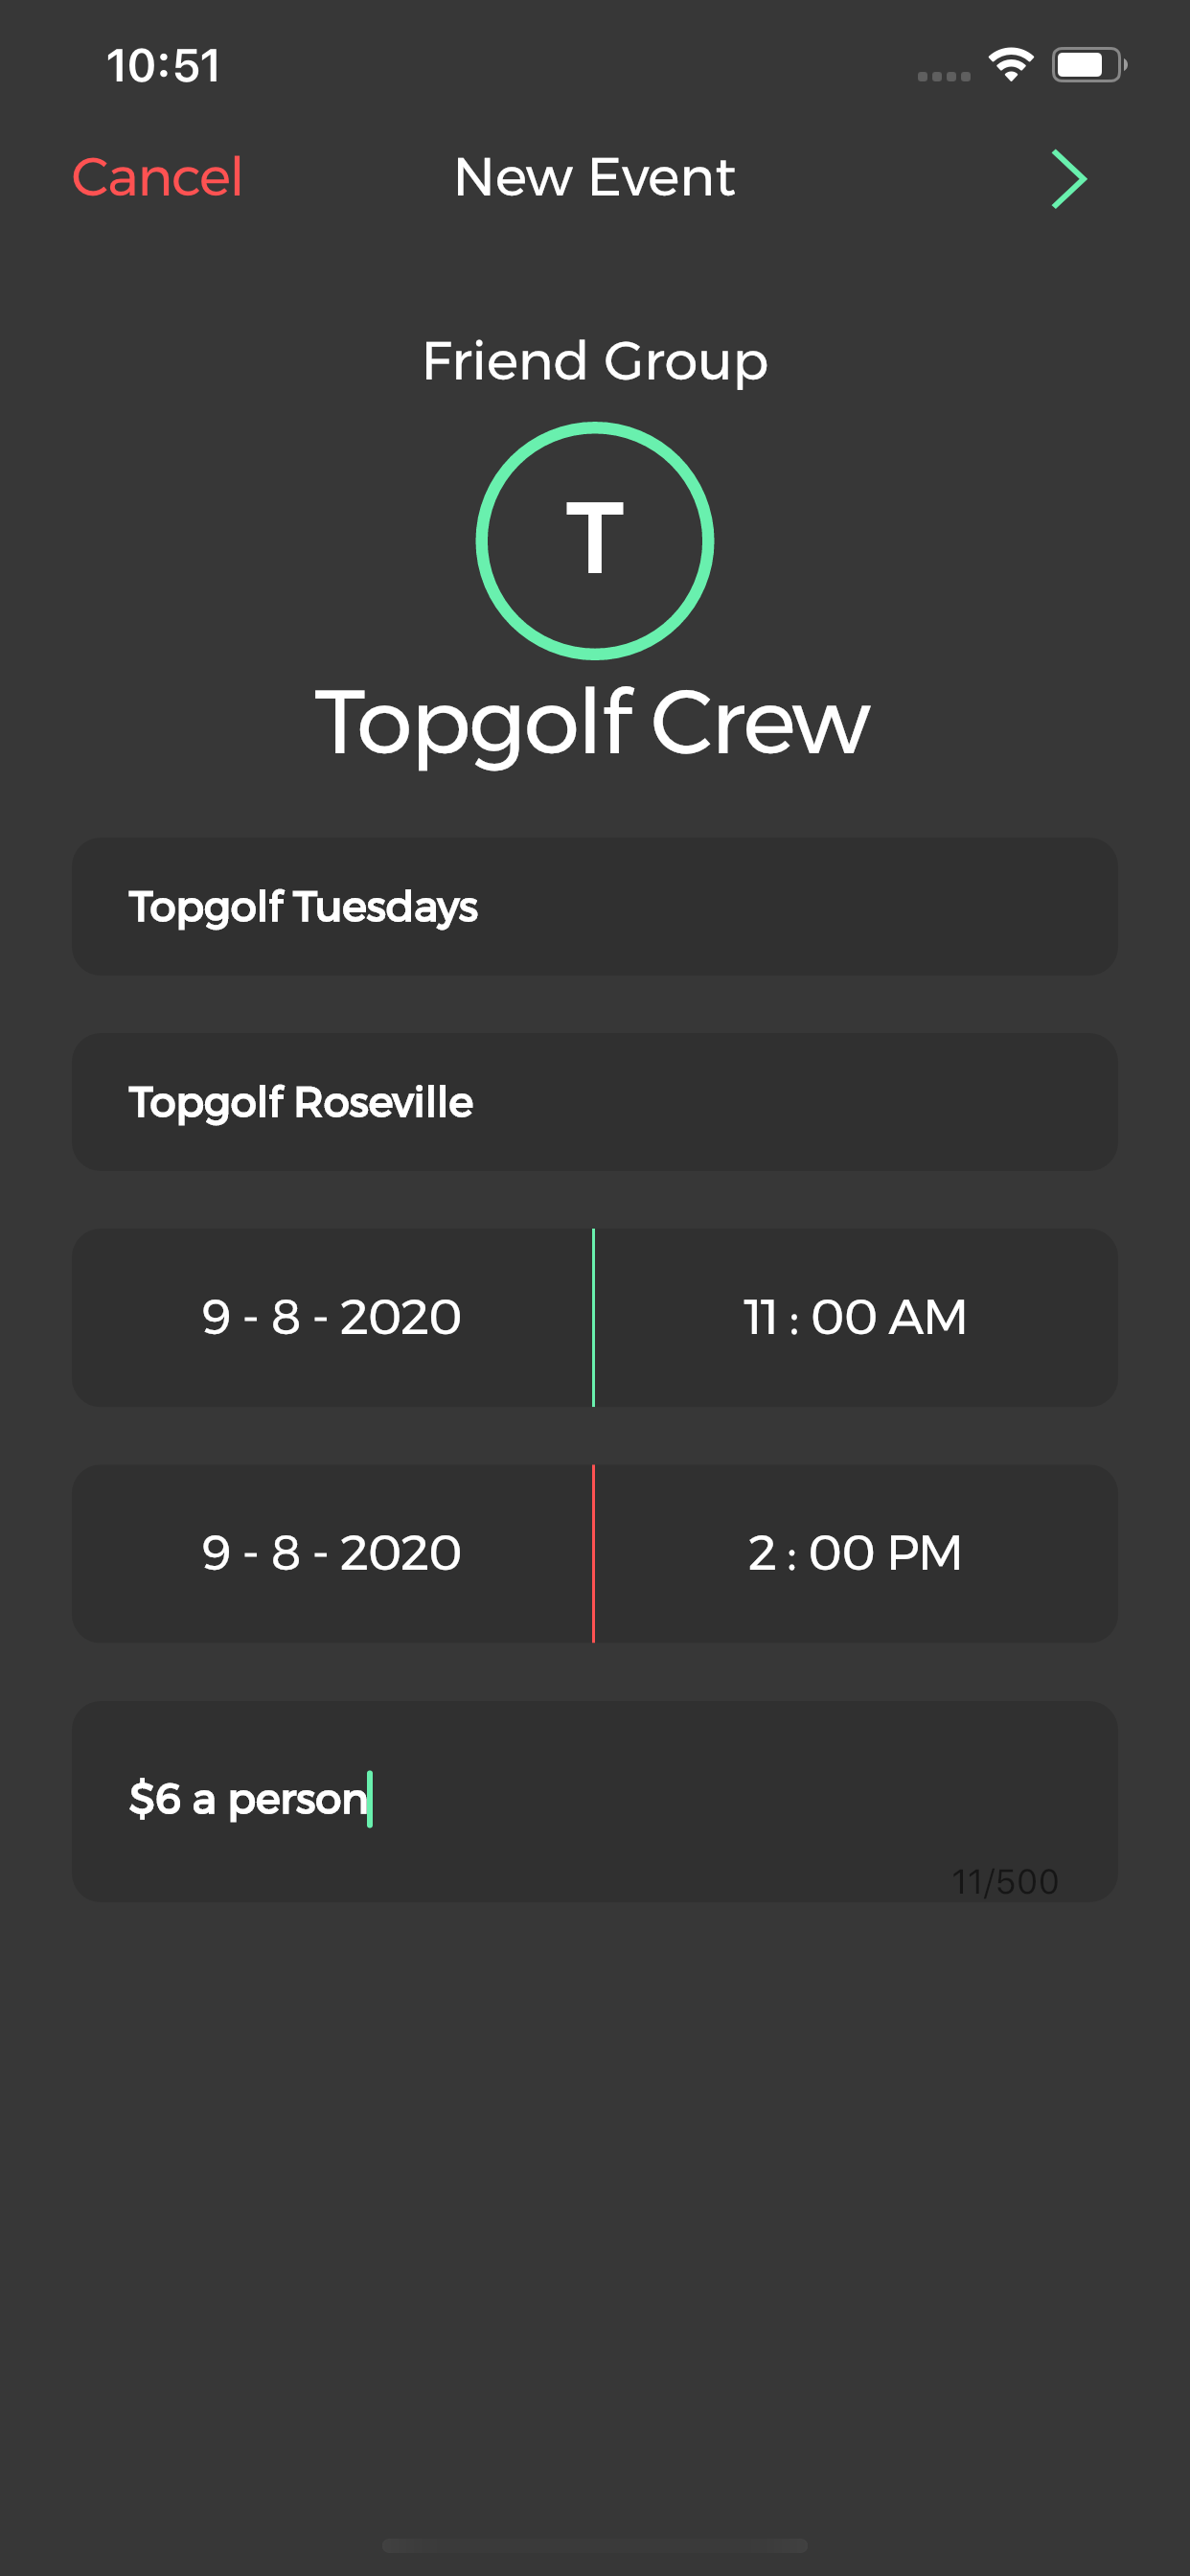 10:51
Cancel New Event
Friend Group
T
Topgolf Crew
Topgolf Tuesdays
Topgolf Roseville
9 - 8 - 2020 11 : 00 AM
9 - 8 - 2020 2 : 00 PM
$6 a person
11/500